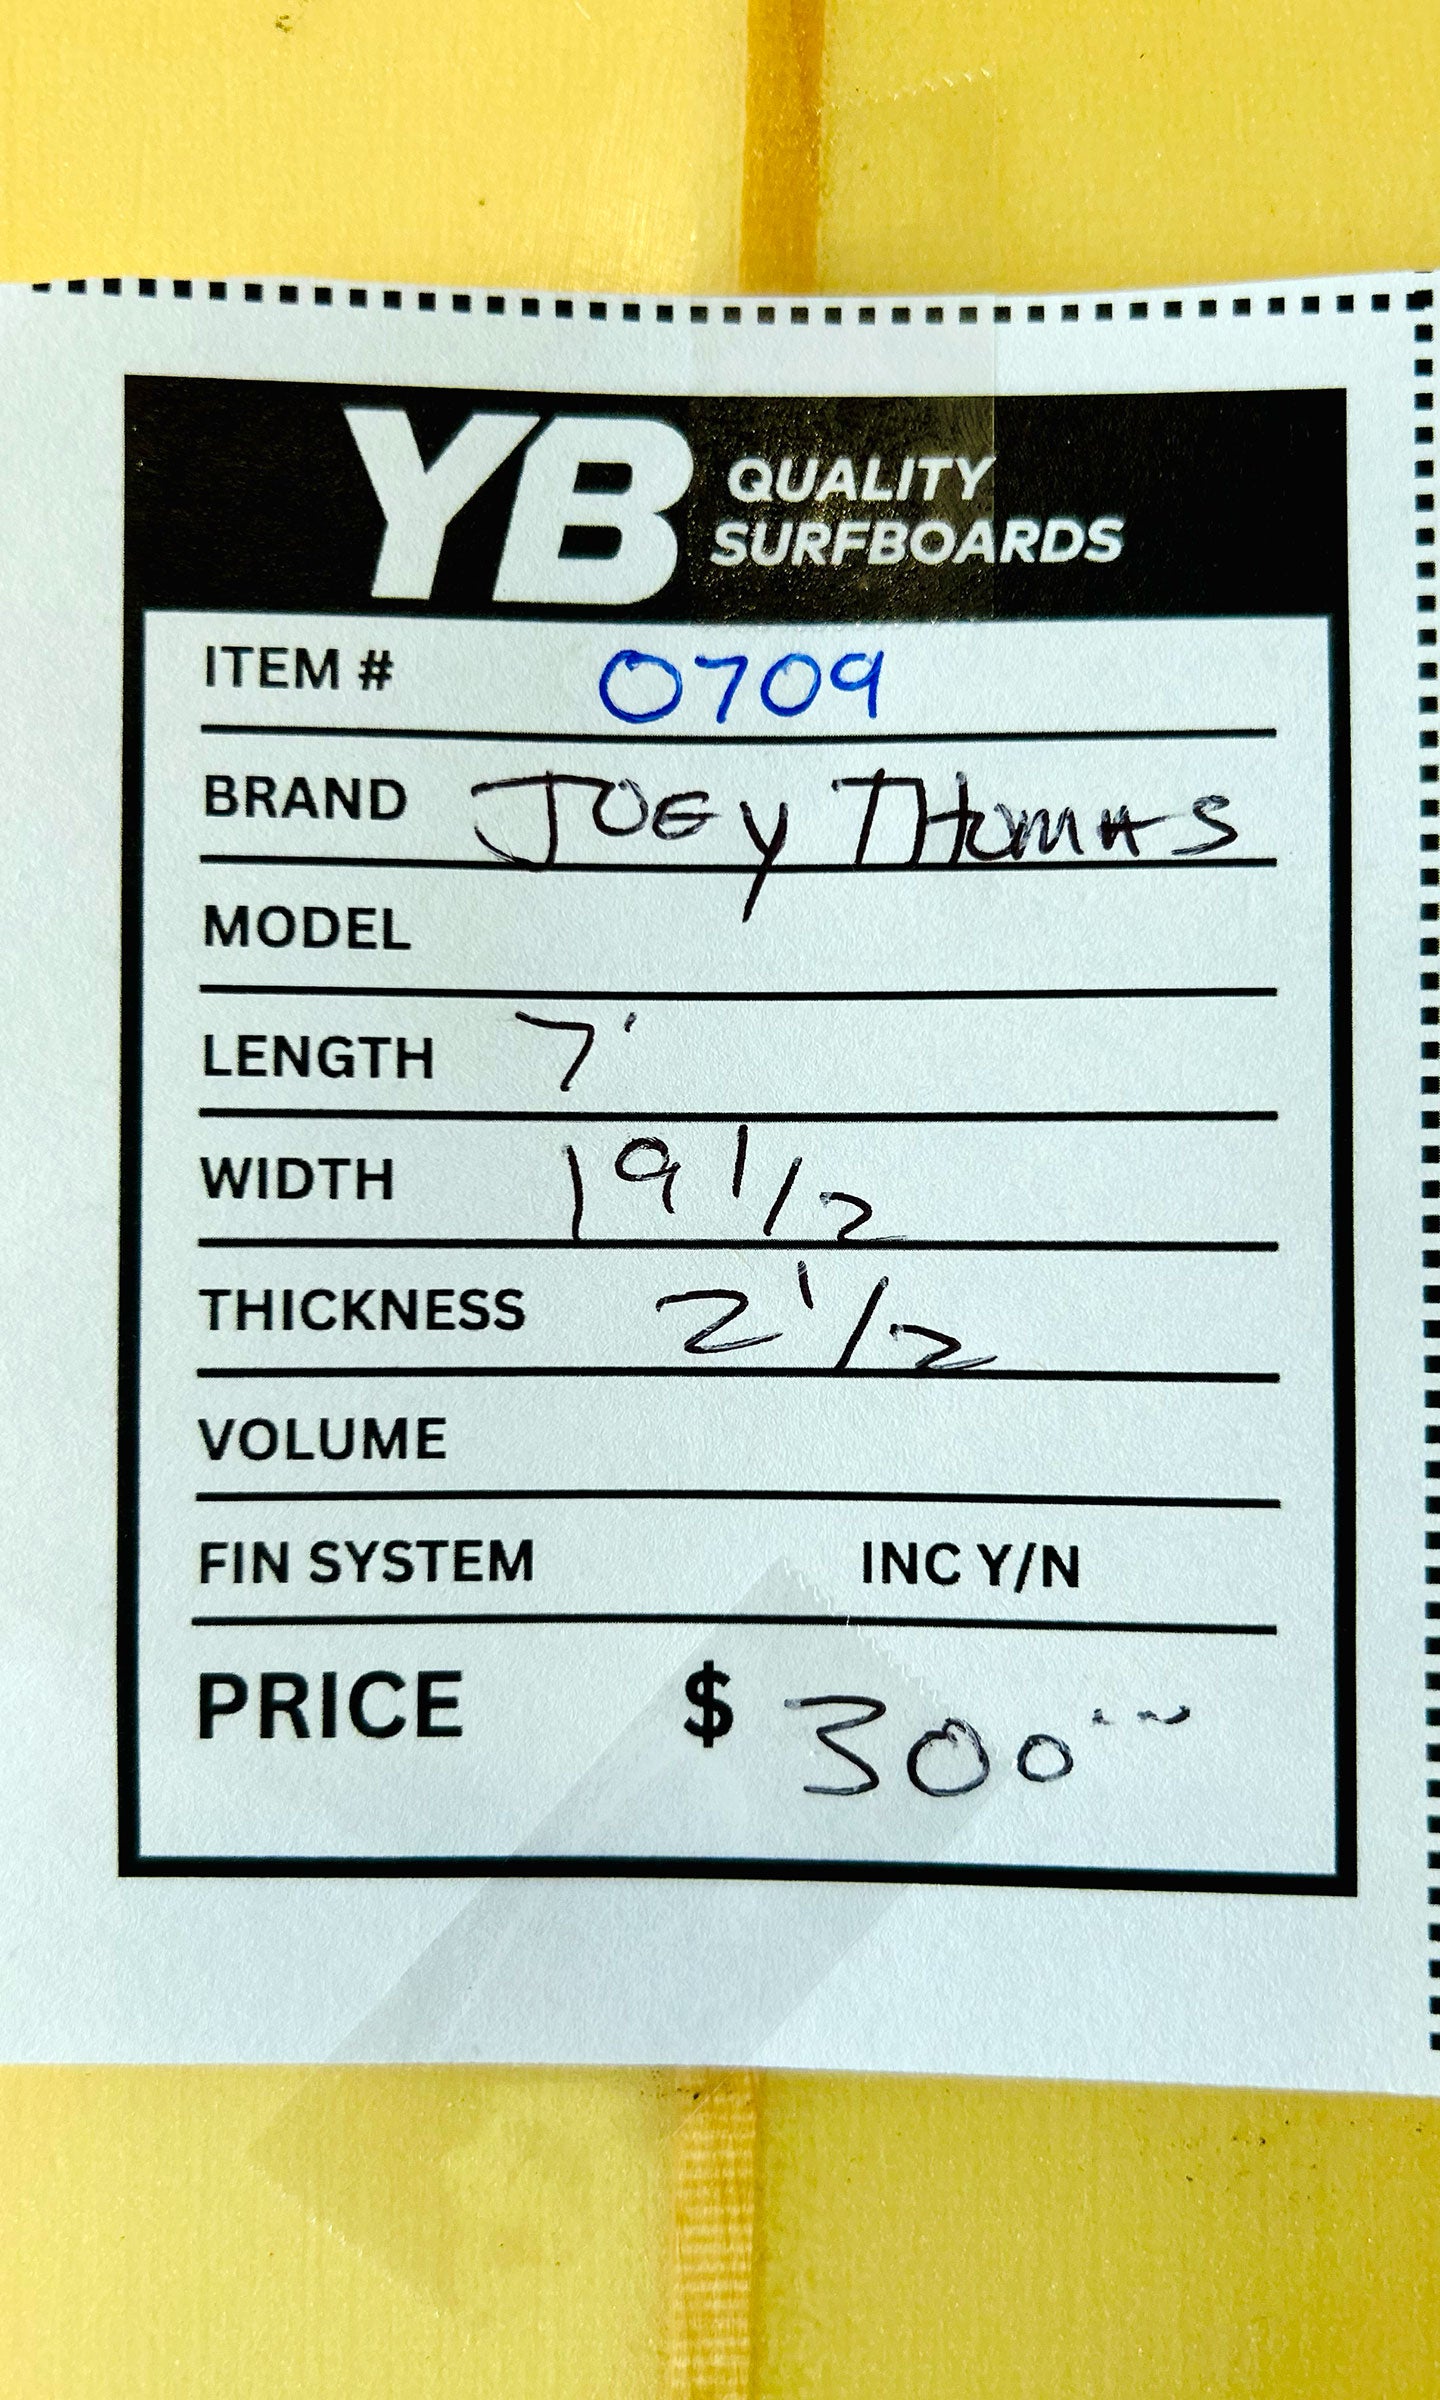 YB QUALITY
SURFBOARDS
ITEM # 0709
BRAND JOEY THOMAS
MODEL
LENGTH 7'
WIDTH 19 1/2
THICKNESS 2 1/2
VOLUME
FIN SYSTEM INC Y/N
PRICE $ 300